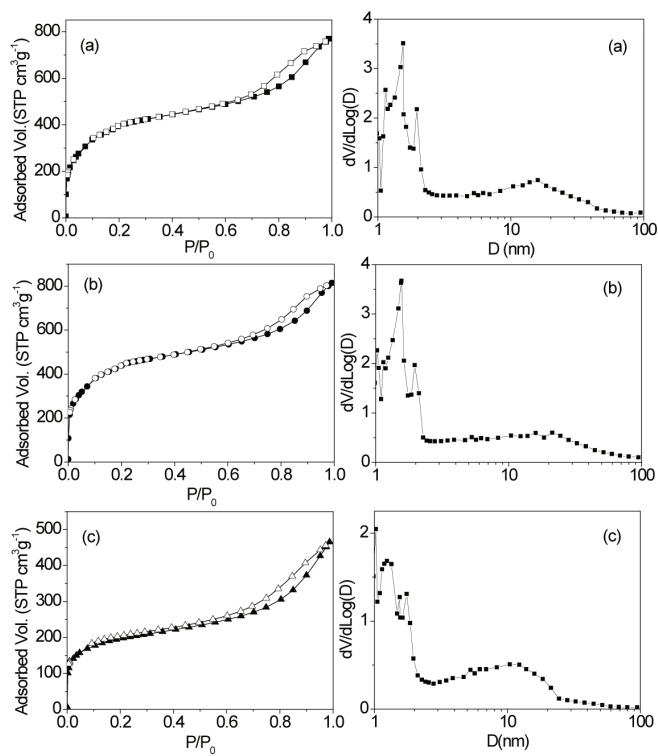 (a)
800
600
400
200
0
Adsorbed Vol.(STP cm³g⁻¹)
0.0 0.2 0.4 0.6 0.8 1.0
P/P₀
(a)
4
3
2
1
0
dV/dLog(D)
1 10 100
D (nm)
(b)
800
600
400
200
0
Adsorbed Vol. (STP cm³g⁻¹)
0.0 0.2 0.4 0.6 0.8 1.0
P/P₀
(b)
4
2
0
dV/dLog(D)
1 10 100
D (nm)
(c)
500
400
300
200
100
0
Adsorbed Vol. (STP cm³g⁻¹)
0.0 0.2 0.4 0.6 0.8 1.0
P/P₀
(c)
2
1
0
dV/dLog(D)
1 10 100
D(nm)